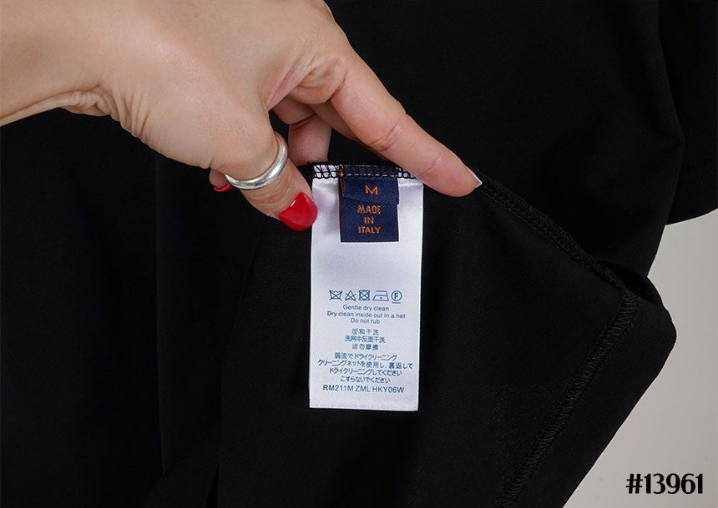 M
MADE
IN
ITALY
Gentle dry clean
Dry clean inside out in a net
Do not rub
缓和干洗
洗网中反面干洗
请勿摩擦
弱流でドライクリーニング
クリーニングネットを使用し、裏返して
ドライクリーニングしてください
こすらないでください
RM211M ZML HKY06W
#13961